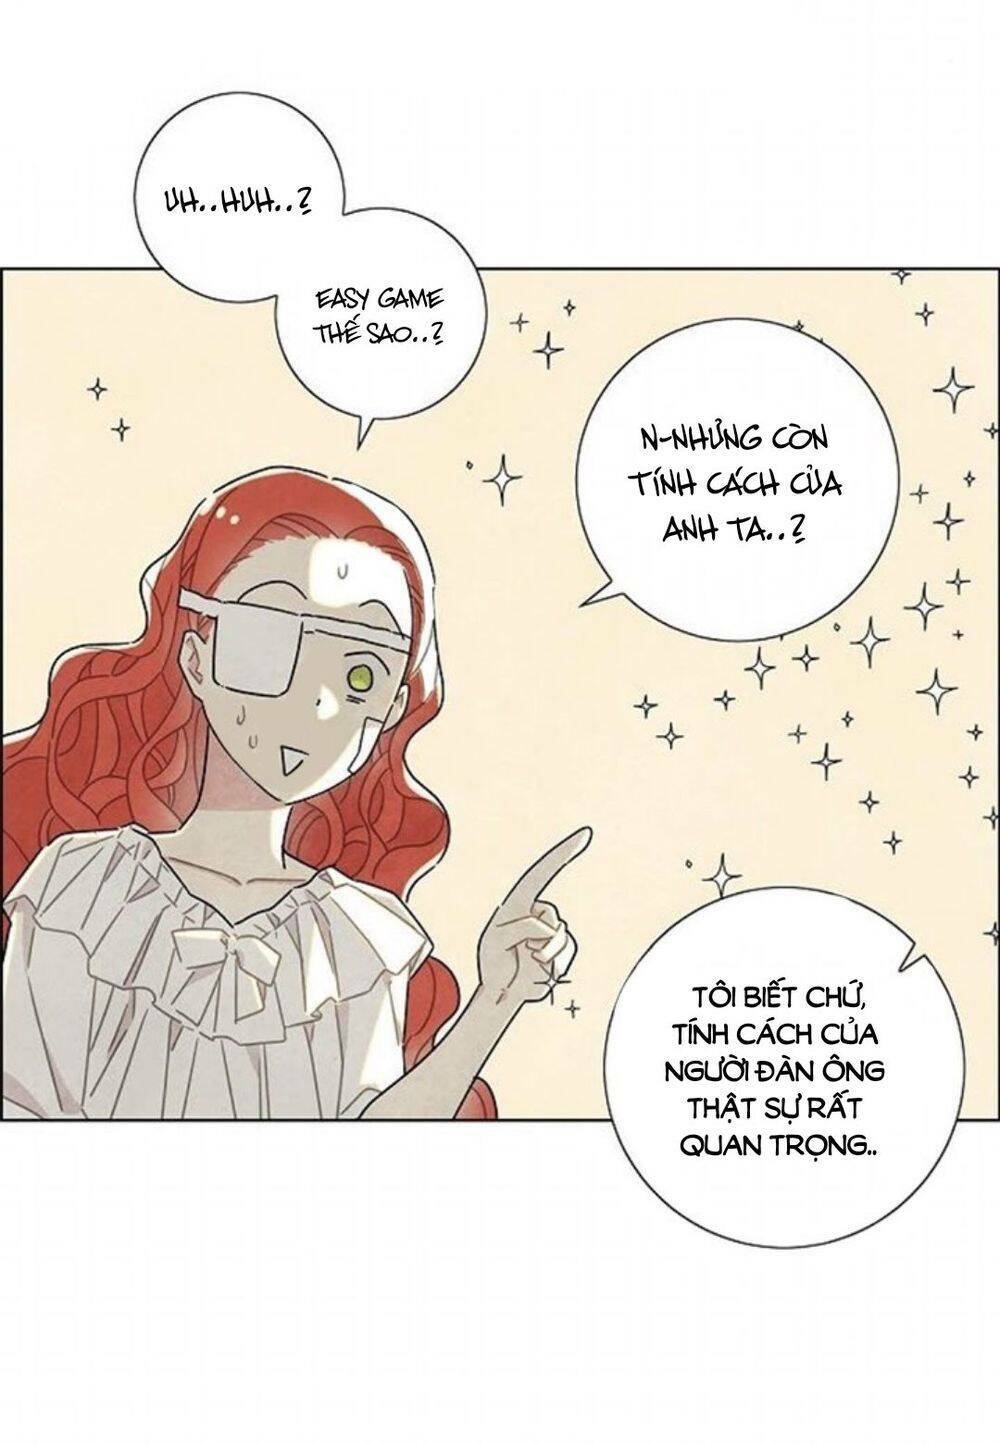 UH..HUH..?
EASY GAME
THẾ SAO..?
N-NHƯNG CÒN
TÍNH CÁCH CỦA
ANH TA..?
TÔI BIẾT CHỨ,
TÍNH CÁCH CỦA
NGƯỜI ĐÀN ÔNG
THẬT SỰ RẤT
QUAN TRỌNG..